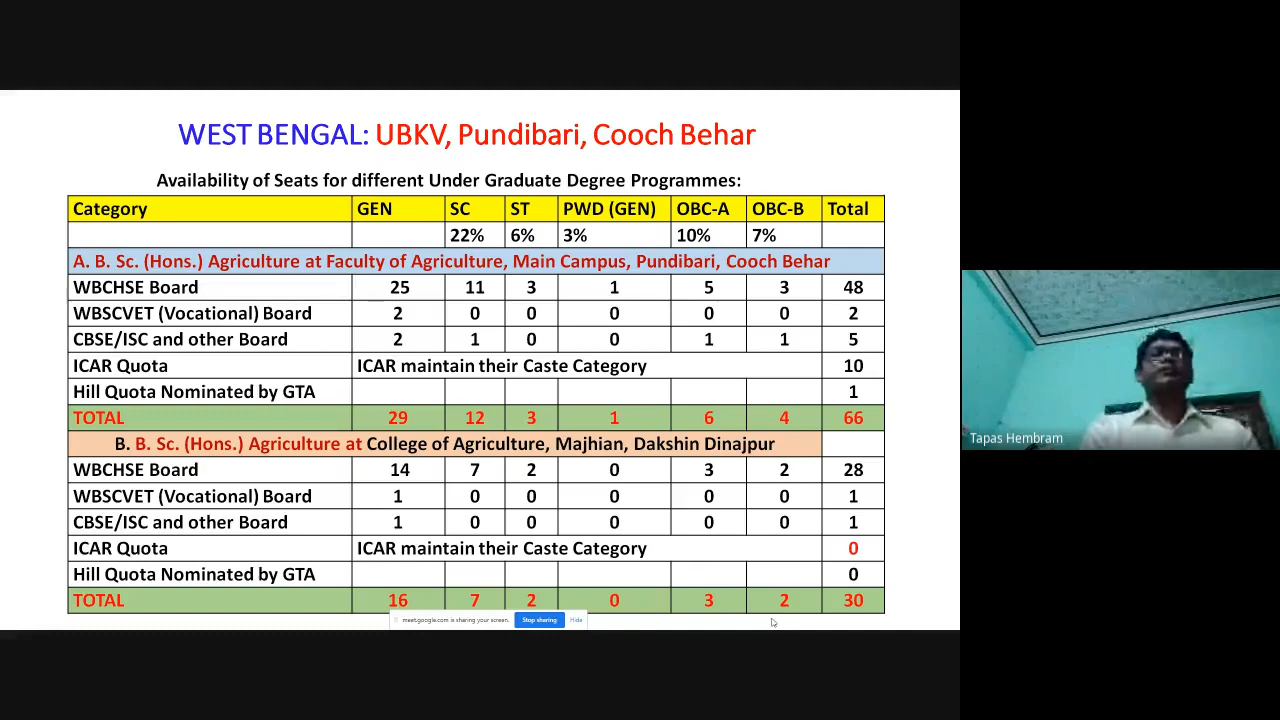 WEST BENGAL: UBKV, Pundibari, Cooch Behar
Availability of Seats for different Under Graduate Degree Programmes:
Category GEN SC ST PWD (GEN) OBC-A OBC-B Total
22% 6% 3% 10% 7%
A. B. Sc. (Hons.) Agriculture at Faculty of Agriculture, Main Campus, Pundibari, Cooch Behar
WBCHSE Board 25 11 3 1 5 3 48
WBSCVET (Vocational) Board 2 0 0 0 0 0 2
CBSE/ISC and other Board 2 1 0 0 1 1 5
ICAR Quota ICAR maintain their Caste Category 10
Hill Quota Nominated by GTA 1
TOTAL 29 12 3 1 6 4 66
B. B. Sc. (Hons.) Agriculture at College of Agriculture, Majhian, Dakshin Dinajpur
WBCHSE Board 14 7 2 0 3 2 28
WBSCVET (Vocational) Board 1 0 0 0 0 0 1
CBSE/ISC and other Board 1 0 0 0 0 0 1
ICAR Quota ICAR maintain their Caste Category 0
Hill Quota Nominated by GTA 0
TOTAL 16 7 2 0 3 2 30
meet.google.com is sharing your screen. Stop sharing Hide
Tapas Hembram